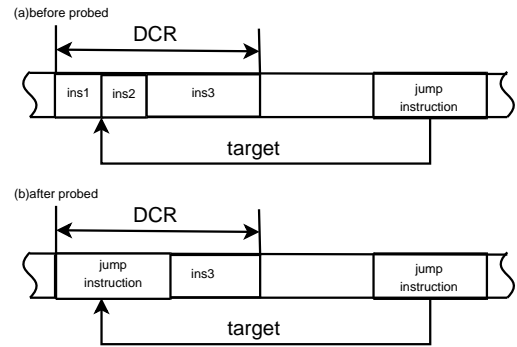 (a)before probed
DCR
ins1 ins2 ins3 jump
instruction
target
(b)after probed
DCR
jump
instruction ins3 jump
instruction
target